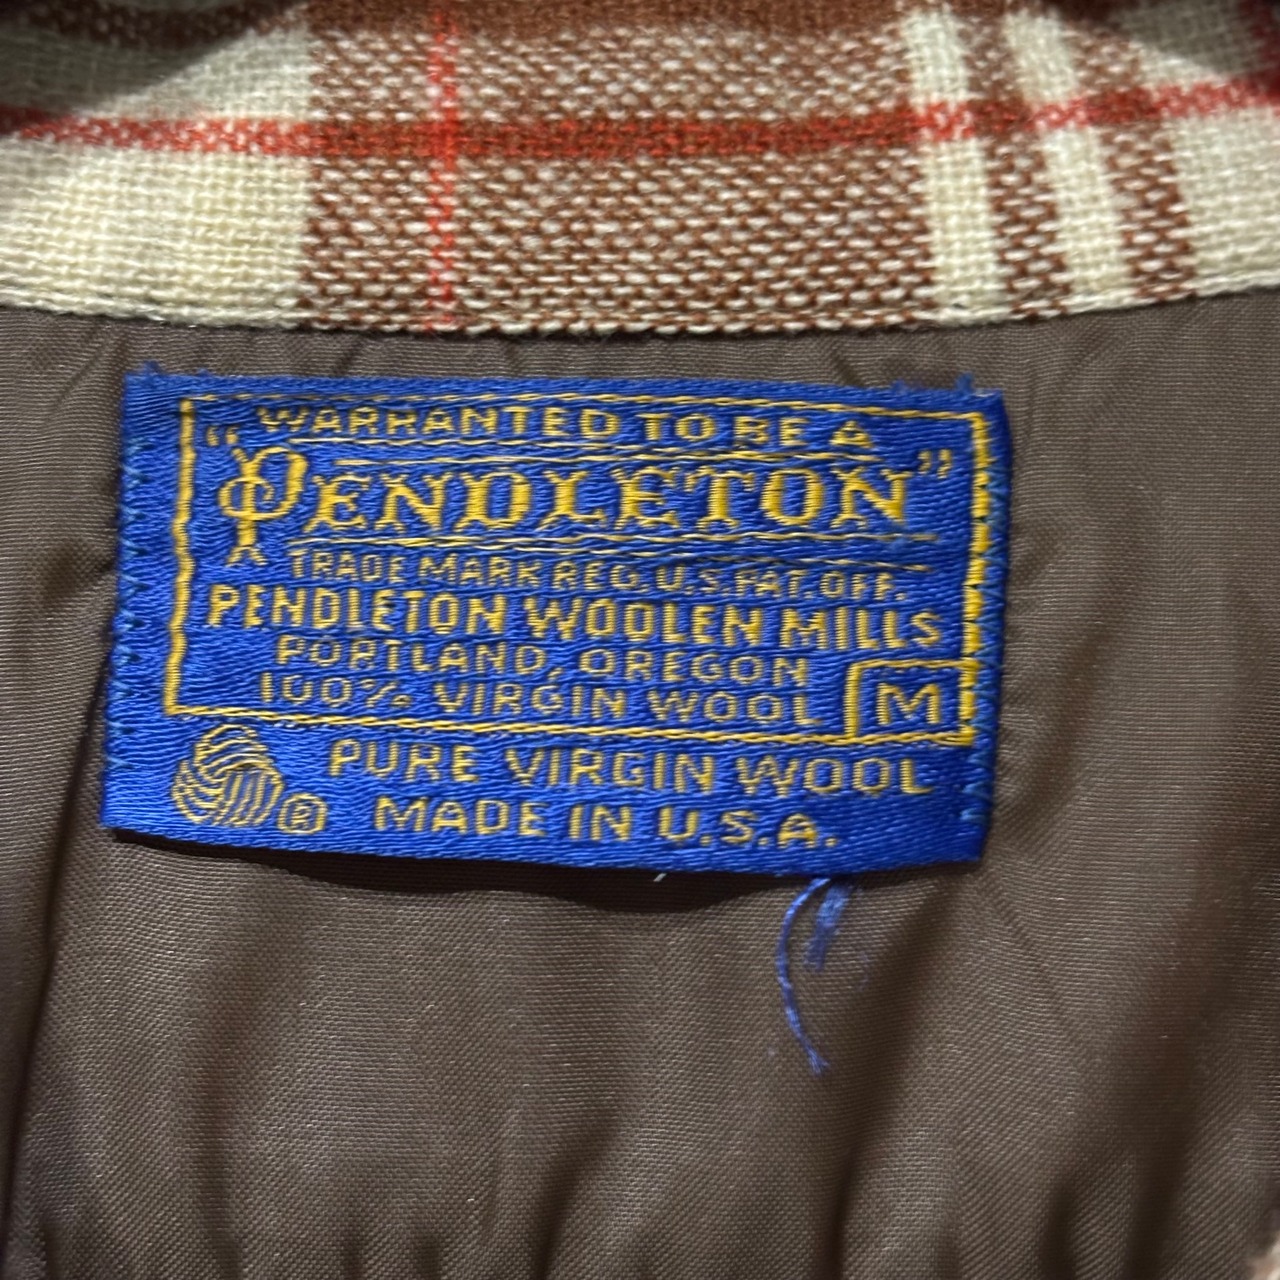 WARRANTED TO BE A
"PENDLETON"
TRADE MARK REG. U.S. PAT. OFF.
PENDLETON WOOLEN MILLS
PORTLAND, OREGON
100% VIRGIN WOOL M
PURE VIRGIN WOOL
® MADE IN U.S.A.